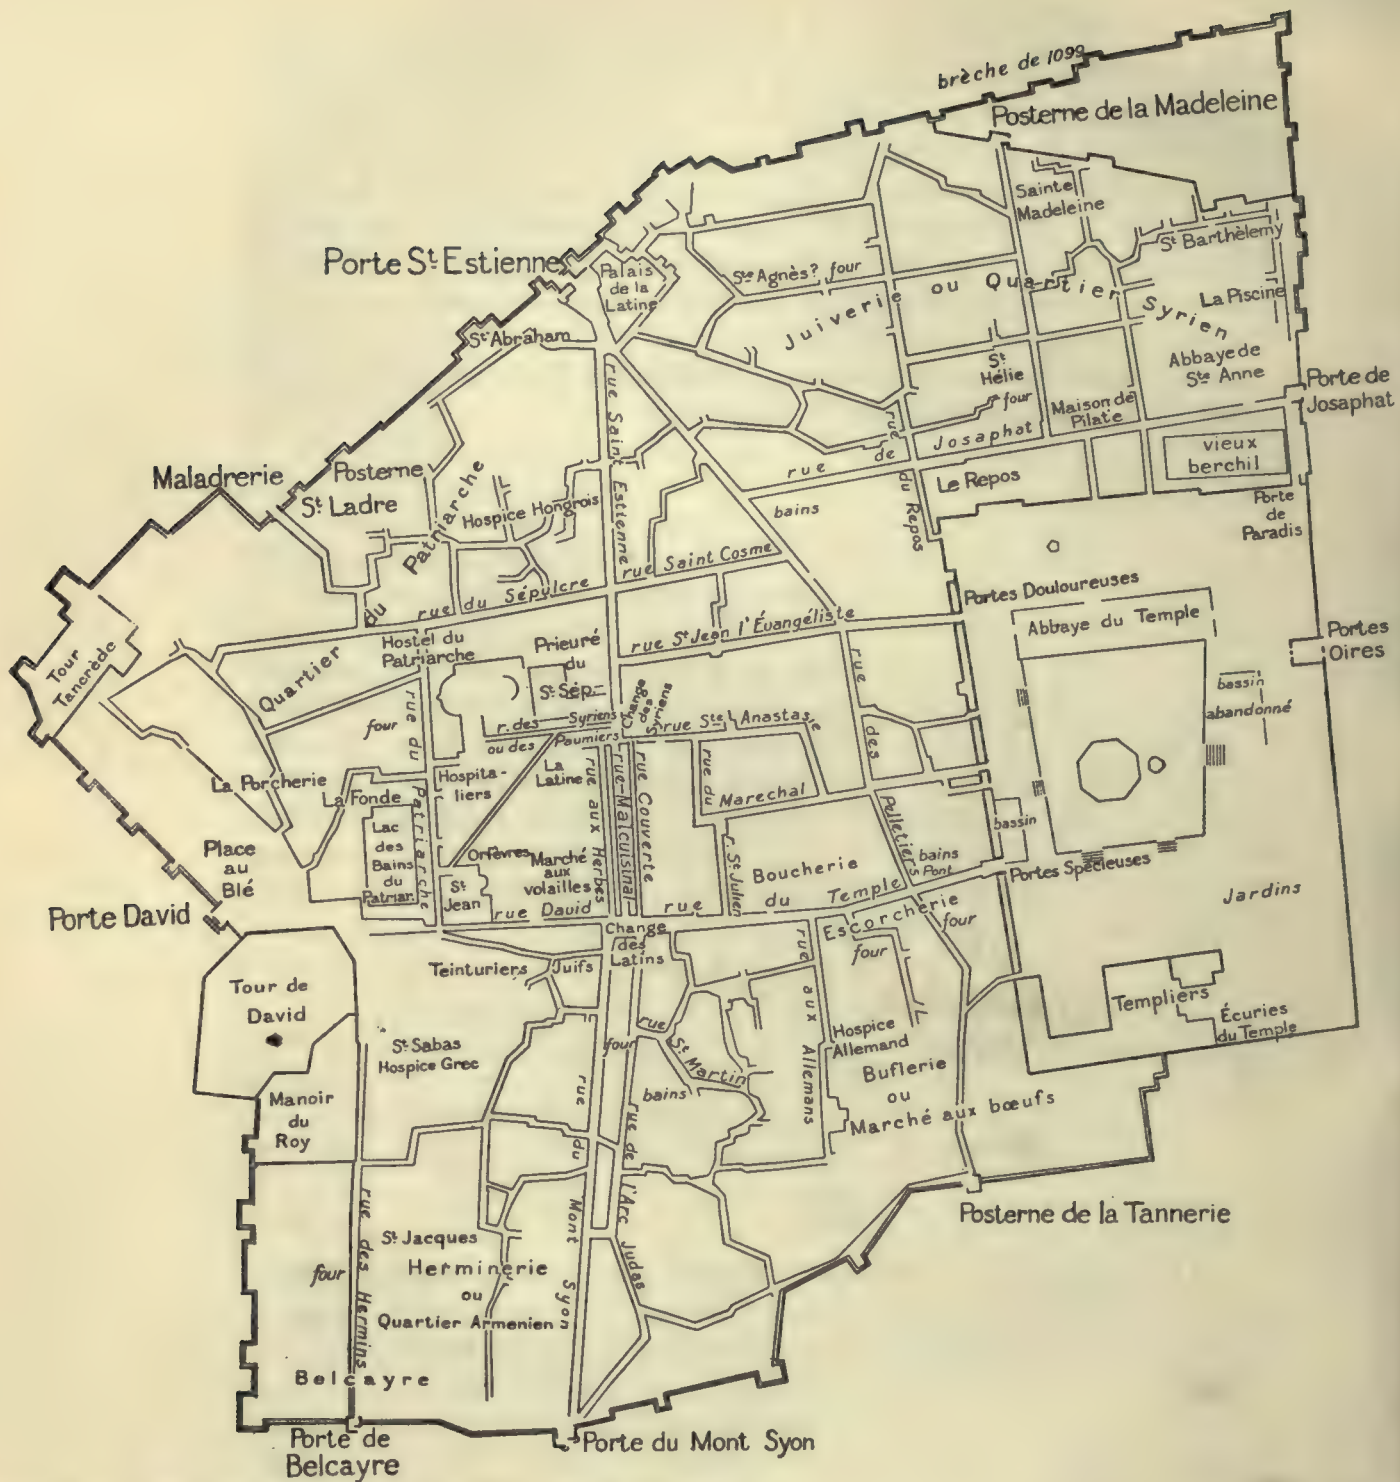 brèche de 1099
Posterne de la Madeleine
Sainte
Madeleine
St Barthèlemy
Porte St Estienne
Palais
de la
Latine
Ste Agnès?
four
Juiverie ou Quartier Syrien
La Piscine
St Abraham
Abbaye de
Ste Anne
St
Hélie
four
Maison de
Pilate
Porte de
Josaphat
rue Saint Estienne
rue de Josaphat
rue du Repos
vieux
berchil
Maladrerie
Posterne
St Ladre
Hospice Hongrois
Le Repos
bains
Porte
de
Paradis
Quartier du Patriarche
rue du Sépulcre
rue Saint Cosme
Portes Douloureuses
Abbaye du Temple
Portes
Oires
Tour
Tancrède
Hostel du
Patriarche
Prieuré
du
St Sép-
rue St Jean l'Évangéliste
bassin
abandonné
four
rue du Patriarche
r. des Syriens
ou des Paumiers
Change
des
Syriens
rue Ste Anastasie
rue des Pelletiers
La Porcherie
La Fonde
Hospita-
liers
La
Latine
rue aux Herbes
rue Malcuisinat
rue Couverte
rue du Marechal
Lac
des
Bains
du
Patriar.
Place
au
Blé
Orfèvres
Marché
aux
volailles
St
Jean
r. St Julien
Boucherie
bains
Pont
bassin
Portes Spécieuses
Jardins
Porte David
rue David
rue du Temple
Change
des
Latins
Escorcherie
four
four
Teinturiers
Juifs
Tour de
David
St Sabas
Hospice Grec
four
rue St Martin
bains
rue aux Allemans
Hospice
Allemand
Templiers
Écuries
du Temple
Buflerie
ou
Marché aux bœufs
Manoir
du
Roy
rue du Mont Syon
rue de l'Arc Judas
rue des Hermins
Posterne de la Tannerie
St Jacques
four
Herminerie
ou
Quartier Armenien
Belcayre
Porte de
Belcayre
Porte du Mont Syon